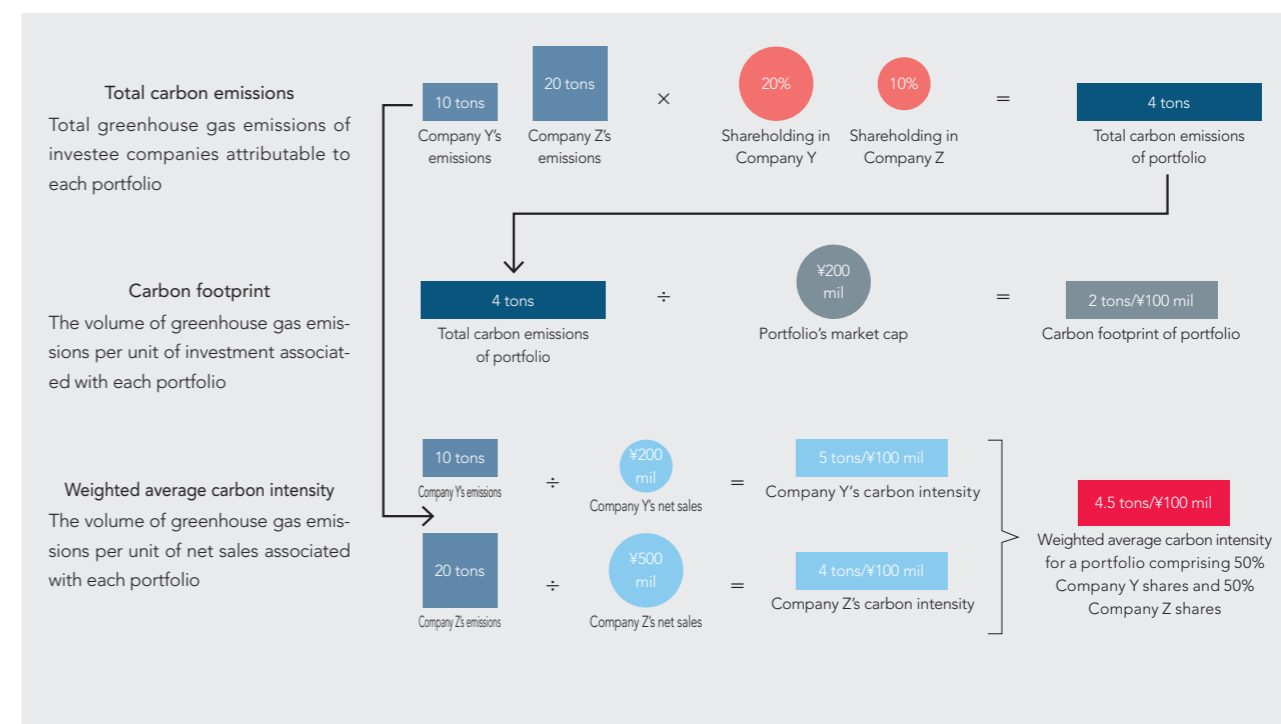 Total carbon emissions
Total greenhouse gas emissions of
investee companies attributable to
each portfolio
10 tons
Company Y's
emissions
20 tons
Company Z's
emissions
×
20%
Shareholding in
Company Y
10%
Shareholding in
Company Z
=
4 tons
Total carbon emissions
of portfolio
Carbon footprint
The volume of greenhouse gas emis-
sions per unit of investment associat-
ed with each portfolio
4 tons
Total carbon emissions
of portfolio
÷
¥200
mil
Portfolio's market cap
=
2 tons/¥100 mil
Carbon footprint of portfolio
Weighted average carbon intensity
The volume of greenhouse gas emis-
sions per unit of net sales associated
with each portfolio
10 tons
Company Y's emissions
÷
¥200
mil
Company Y's net sales
=
5 tons/¥100 mil
Company Y's carbon intensity
20 tons
Company Z's emissions
÷
¥500
mil
Company Z's net sales
=
4 tons/¥100 mil
Company Z's carbon intensity
4.5 tons/¥100 mil
Weighted average carbon intensity
for a portfolio comprising 50%
Company Y shares and 50%
Company Z shares